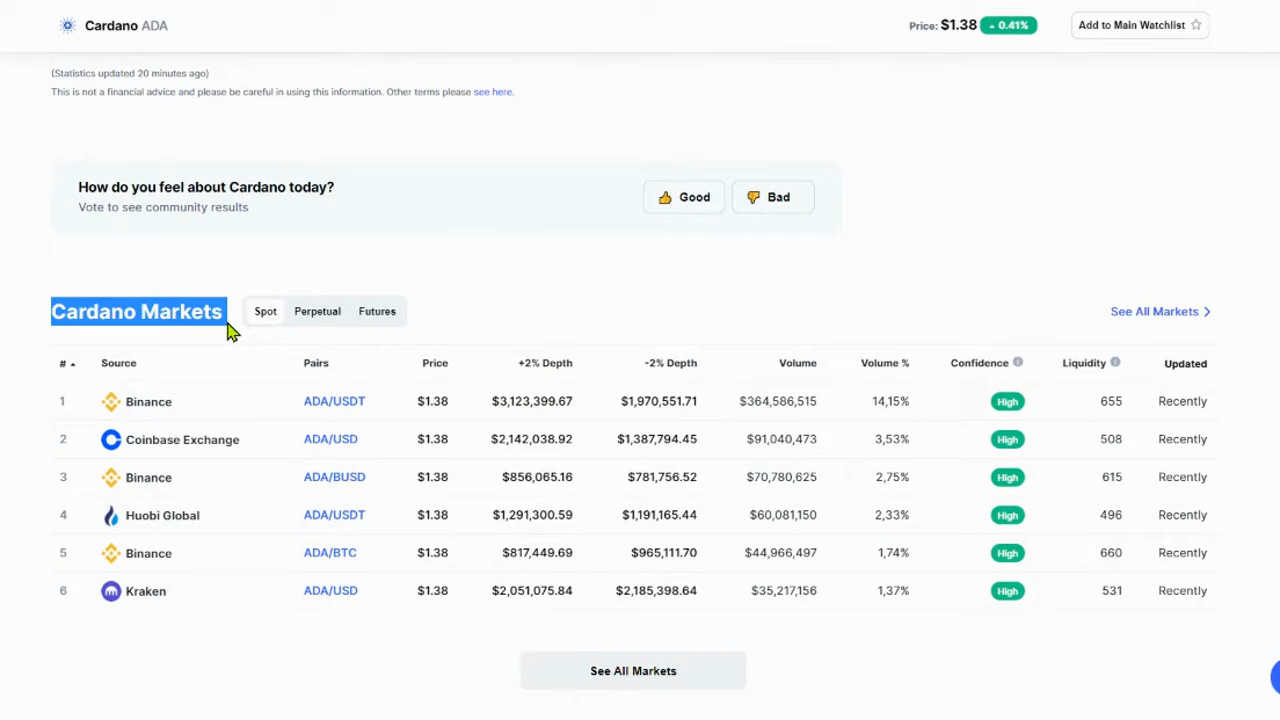 Cardano ADA Price: $1.38 0.41% Add to Main Watchlist
(Statistics updated 20 minutes ago)
This is not a financial advice and please be careful in using this information. Other terms please see here.
How do you feel about Cardano today?
Vote to see community results
Good Bad
Cardano Markets Spot Perpetual Futures See All Markets
# Source Pairs Price +2% Depth -2% Depth Volume Volume % Confidence Liquidity Updated
1 Binance ADA/USDT $1.38 $3,123,399.67 $1,970,551.71 $364,586,515 14,15% High 655 Recently
2 Coinbase Exchange ADA/USD $1.38 $2,142,038.92 $1,387,794.45 $91,040,473 3,53% High 508 Recently
3 Binance ADA/BUSD $1.38 $856,065.16 $781,756.52 $70,780,625 2,75% High 615 Recently
4 Huobi Global ADA/USDT $1.38 $1,291,300.59 $1,191,165.44 $60,081,150 2,33% High 496 Recently
5 Binance ADA/BTC $1.38 $817,449.69 $965,111.70 $44,966,497 1,74% High 660 Recently
6 Kraken ADA/USD $1.38 $2,051,075.84 $2,185,398.64 $35,217,156 1,37% High 531 Recently
See All Markets